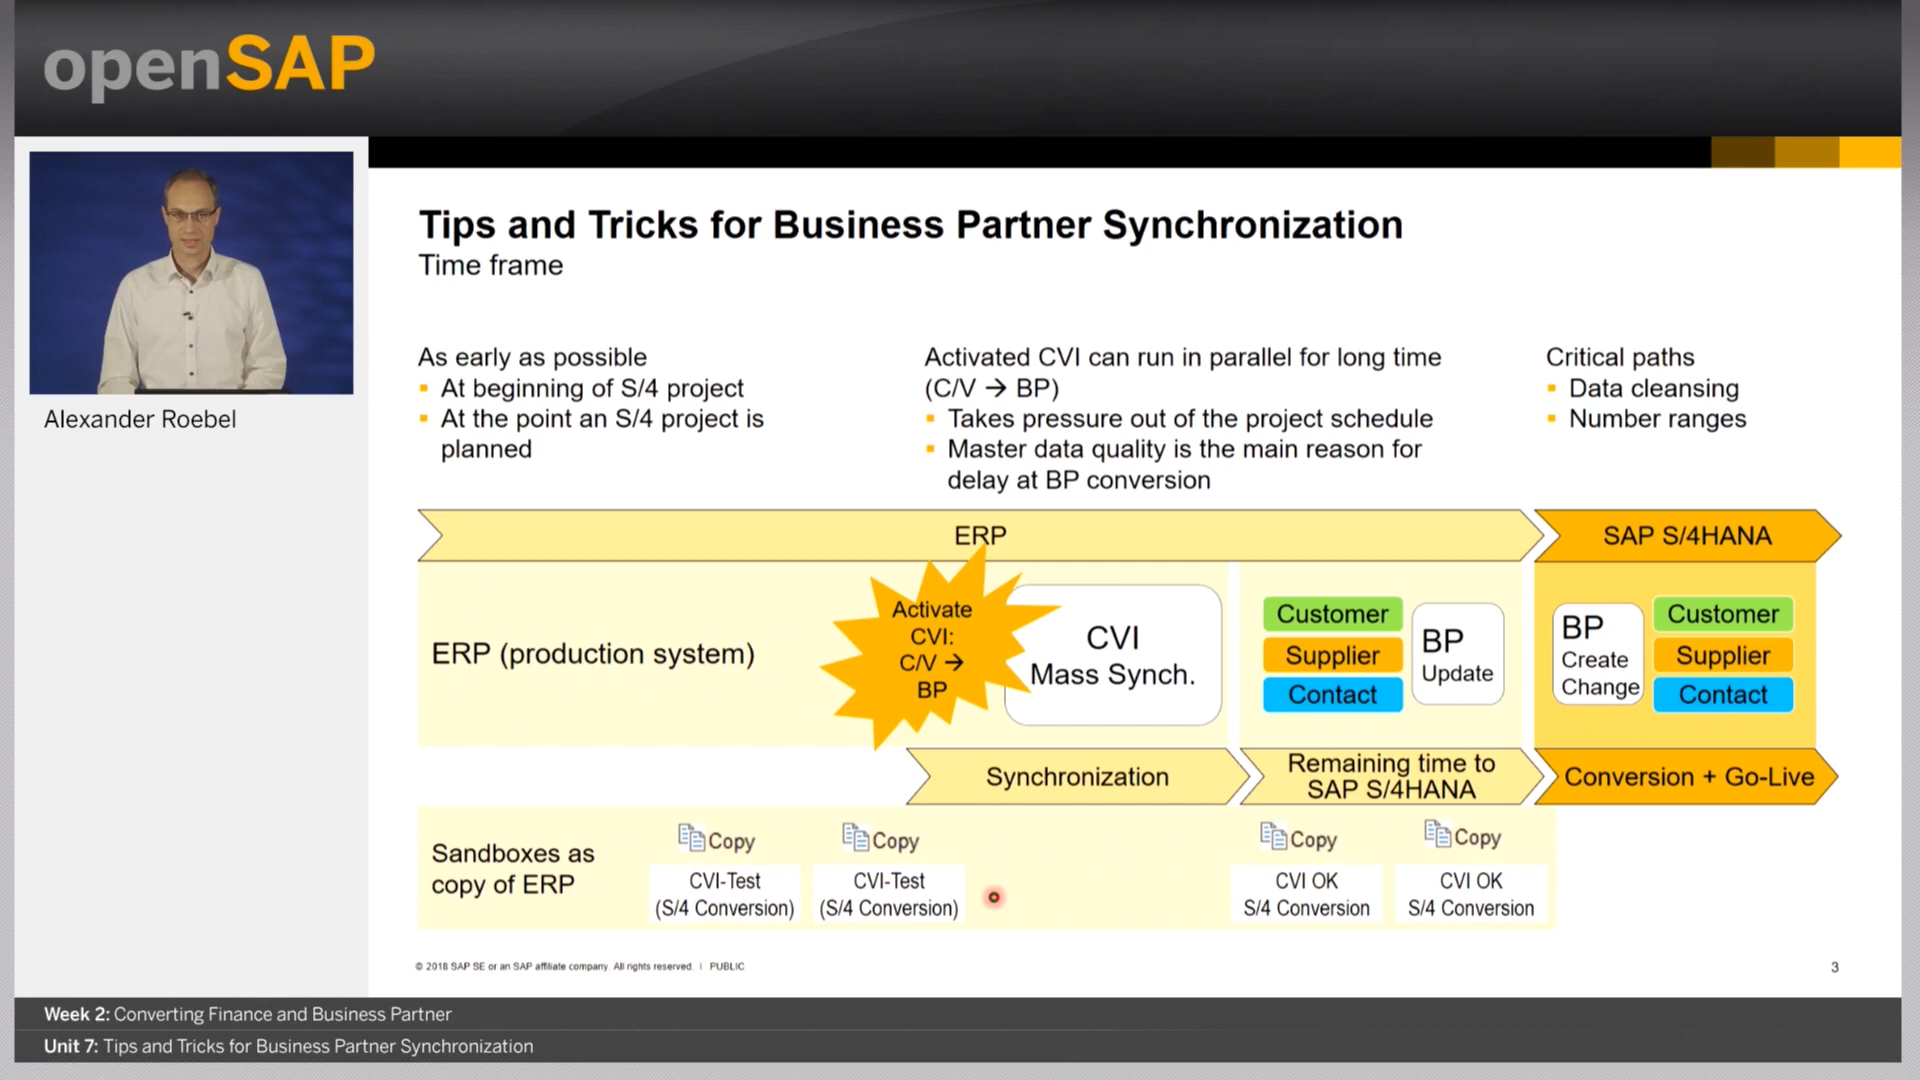 openSAP
Alexander Roebel
Tips and Tricks for Business Partner Synchronization
Time frame
As early as possible
At beginning of S/4 project
At the point an S/4 project is
planned
Activated CVI can run in parallel for long time
(C/V → BP)
Takes pressure out of the project schedule
Master data quality is the main reason for
delay at BP conversion
Critical paths
Data cleansing
Number ranges
ERP
SAP S/4HANA
ERP (production system)
Activate
CVI:
C/V →
BP
CVI
Mass Synch.
Customer
Supplier
Contact
BP
Update
BP
Create
Change
Customer
Supplier
Contact
Synchronization
Remaining time to
SAP S/4HANA
Conversion + Go-Live
Sandboxes as
copy of ERP
Copy
CVI-Test
(S/4 Conversion)
Copy
CVI-Test
(S/4 Conversion)
Copy
CVI OK
S/4 Conversion
Copy
CVI OK
S/4 Conversion
© 2018 SAP SE or an SAP affiliate company. All rights reserved. | PUBLIC
3
Week 2: Converting Finance and Business Partner
Unit 7: Tips and Tricks for Business Partner Synchronization